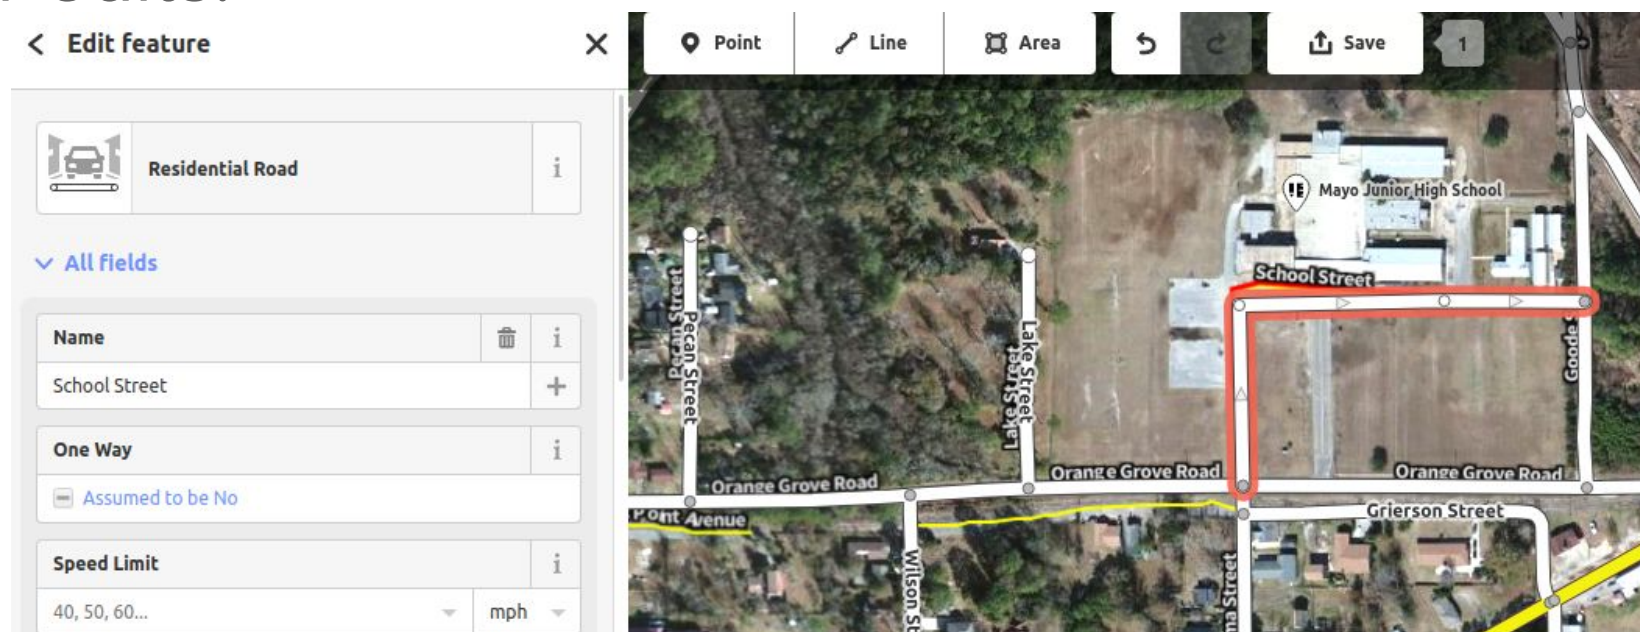 Edit feature
Point
Line
Area
Save
1
Residential Road
i
All fields
Name
i
School Street
One Way
i
Assumed to be No
Speed Limit
i
40, 50, 60...
mph
Mayo Junior High School
School Street
Pecan Street
Pecan Street
Lake Street
Lake Street
Goode
Orange Grove Road
Orange Grove Road
Orange Grove Road
Point Avenue
Grierson Street
Wilson St
ma Street